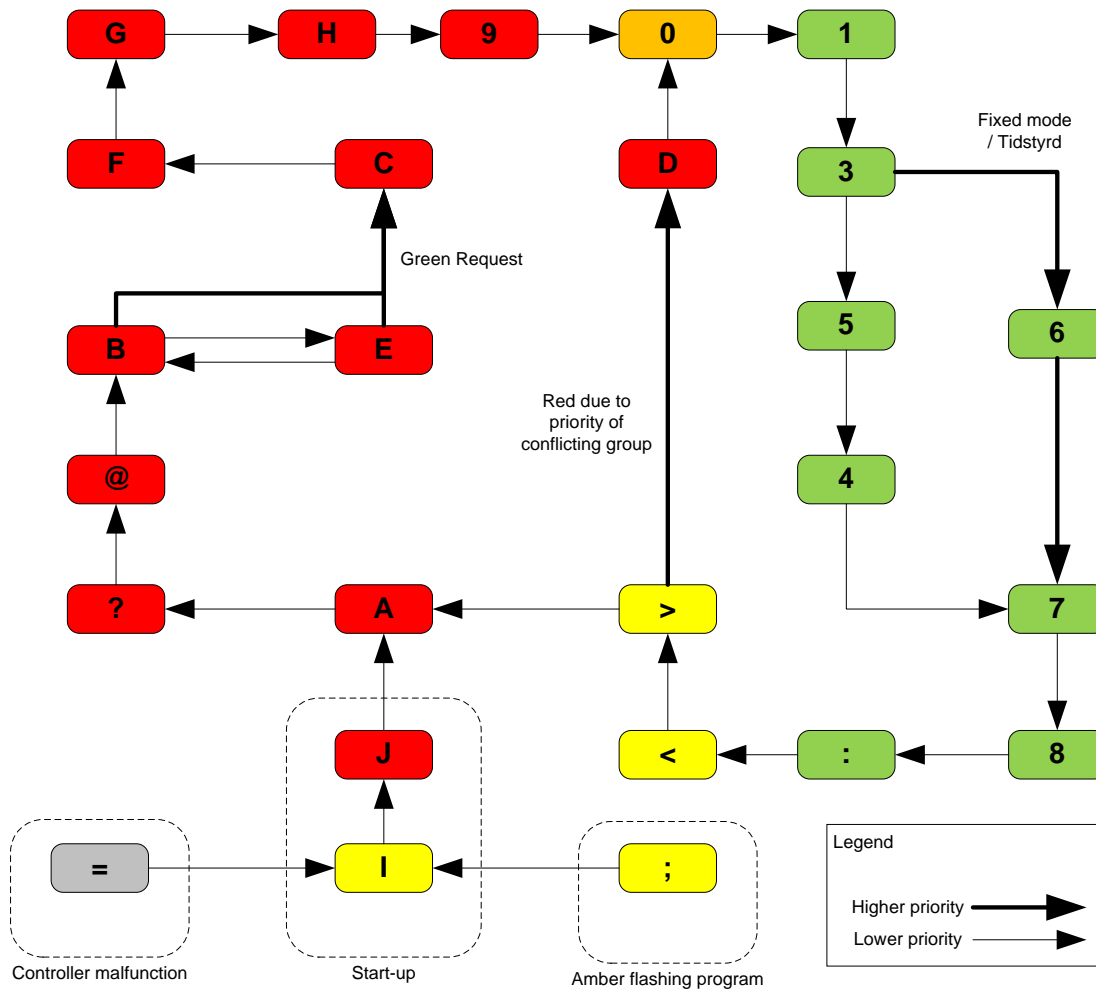 G H 9 0 1
Fixed mode
/ Tidstyrd
F C D 3
Green Request
B E 5 6
Red due to
priority of
conflicting group
@ 4
? A > 7
J < : 8
Legend
= I ;
Higher priority
Lower priority
Controller malfunction Start-up Amber flashing program